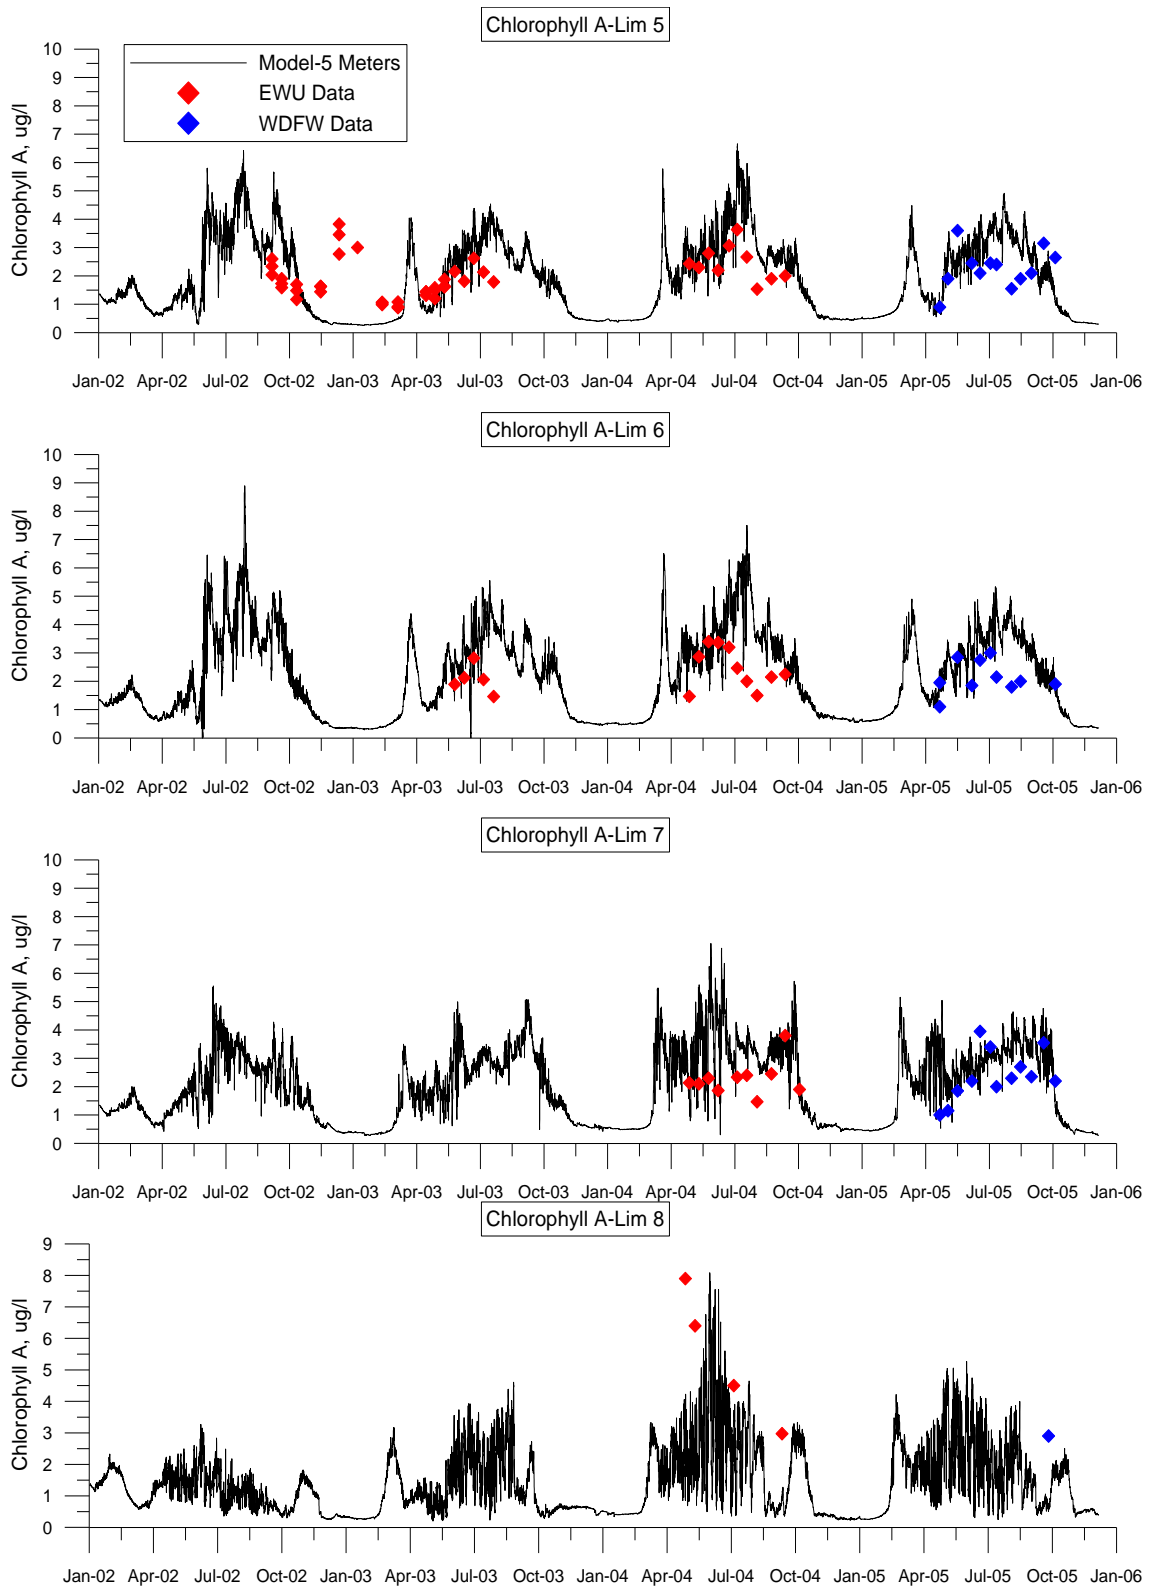 Chlorophyll A-Lim 5
Chlorophyll A, ug/l
10
9
8
7
6
5
4
3
2
1
0
Model-5 Meters
EWU Data
WDFW Data
Jan-02 Apr-02 Jul-02 Oct-02 Jan-03 Apr-03 Jul-03 Oct-03 Jan-04 Apr-04 Jul-04 Oct-04 Jan-05 Apr-05 Jul-05 Oct-05 Jan-06
Chlorophyll A-Lim 6
Chlorophyll A, ug/l
10
9
8
7
6
5
4
3
2
1
0
Jan-02 Apr-02 Jul-02 Oct-02 Jan-03 Apr-03 Jul-03 Oct-03 Jan-04 Apr-04 Jul-04 Oct-04 Jan-05 Apr-05 Jul-05 Oct-05 Jan-06
Chlorophyll A-Lim 7
Chlorophyll A, ug/l
10
9
8
7
6
5
4
3
2
1
0
Jan-02 Apr-02 Jul-02 Oct-02 Jan-03 Apr-03 Jul-03 Oct-03 Jan-04 Apr-04 Jul-04 Oct-04 Jan-05 Apr-05 Jul-05 Oct-05 Jan-06
Chlorophyll A-Lim 8
Chlorophyll A, ug/l
9
8
7
6
5
4
3
2
1
0
Jan-02 Apr-02 Jul-02 Oct-02 Jan-03 Apr-03 Jul-03 Oct-03 Jan-04 Apr-04 Jul-04 Oct-04 Jan-05 Apr-05 Jul-05 Oct-05 Jan-06